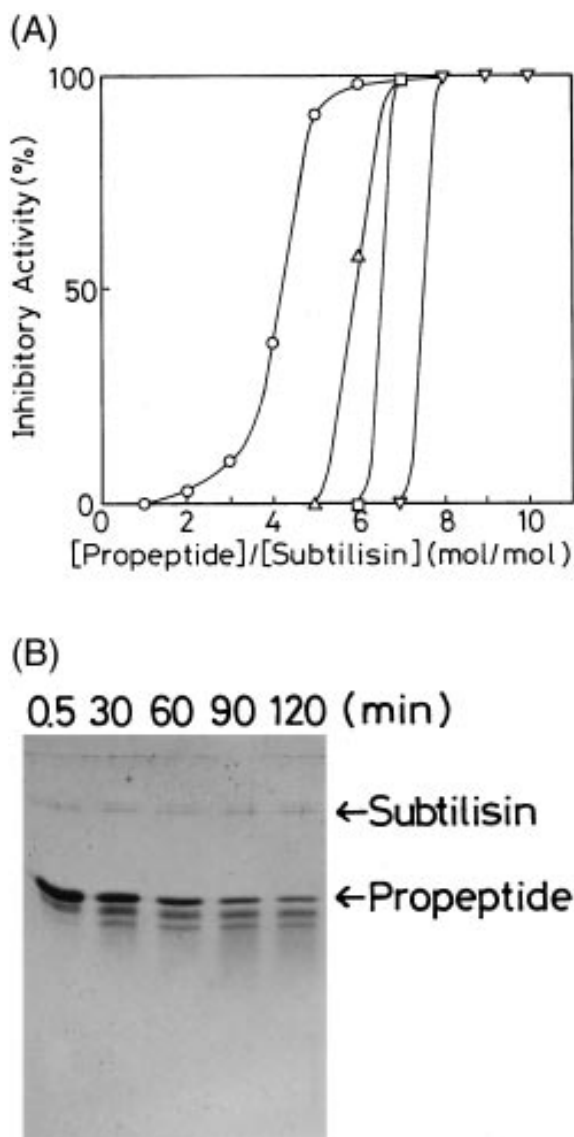 (A)
100
50
0
Inhibitory Activity (%)
0 2 4 6 8 10
[Propeptide]/[Subtilisin] (mol/mol)
(B)
0.5 30 60 90 120 (min)
←Subtilisin
←Propeptide